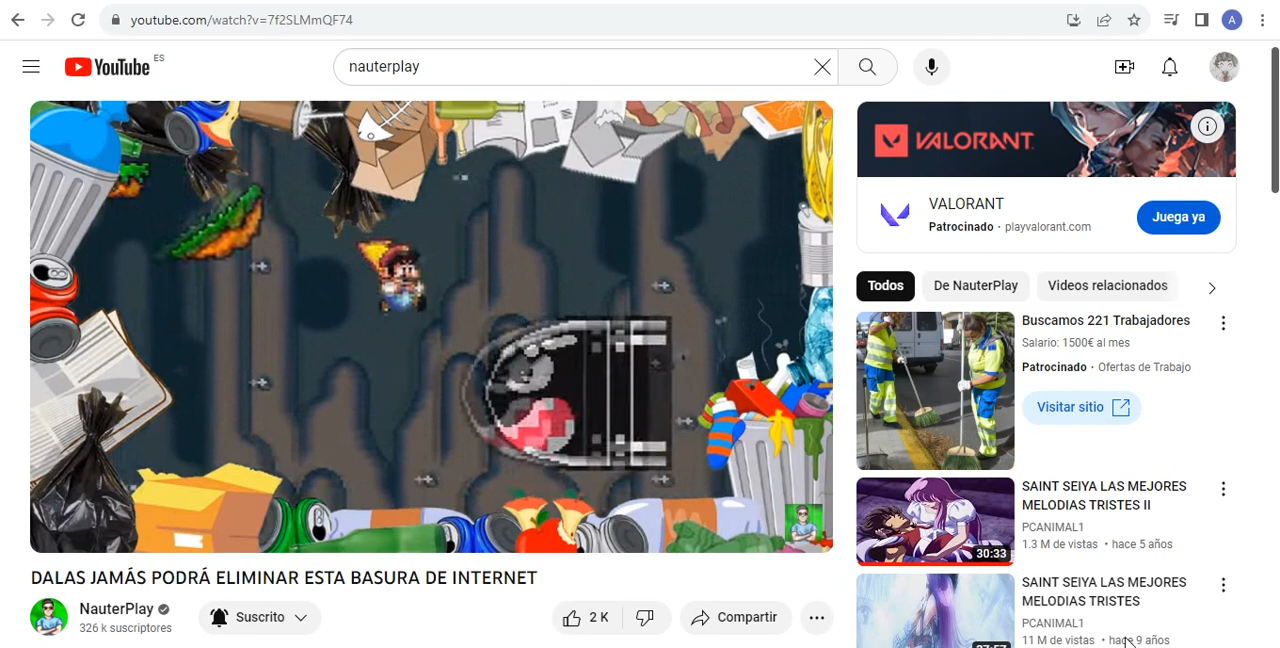 youtube.com/watch?v=7f2SLMmQF74
YouTube ES
nauterplay
VALORANT
VALORANT
Patrocinado · playvalorant.com
Juega ya
Todos
De NauterPlay
Videos relacionados
Buscamos 221 Trabajadores
Salario: 1500€ al mes
Patrocinado · Ofertas de Trabajo
Visitar sitio
SAINT SEIYA LAS MEJORES
MELODIAS TRISTES II
PCANIMAL1
1.3 M de vistas · hace 5 años
30:33
SAINT SEIYA LAS MEJORES
MELODIAS TRISTES
PCANIMAL1
11 M de vistas · hace 9 años
DALAS JAMÁS PODRÁ ELIMINAR ESTA BASURA DE INTERNET
NauterPlay
326 k suscriptores
Suscrito
2 K
Compartir
A